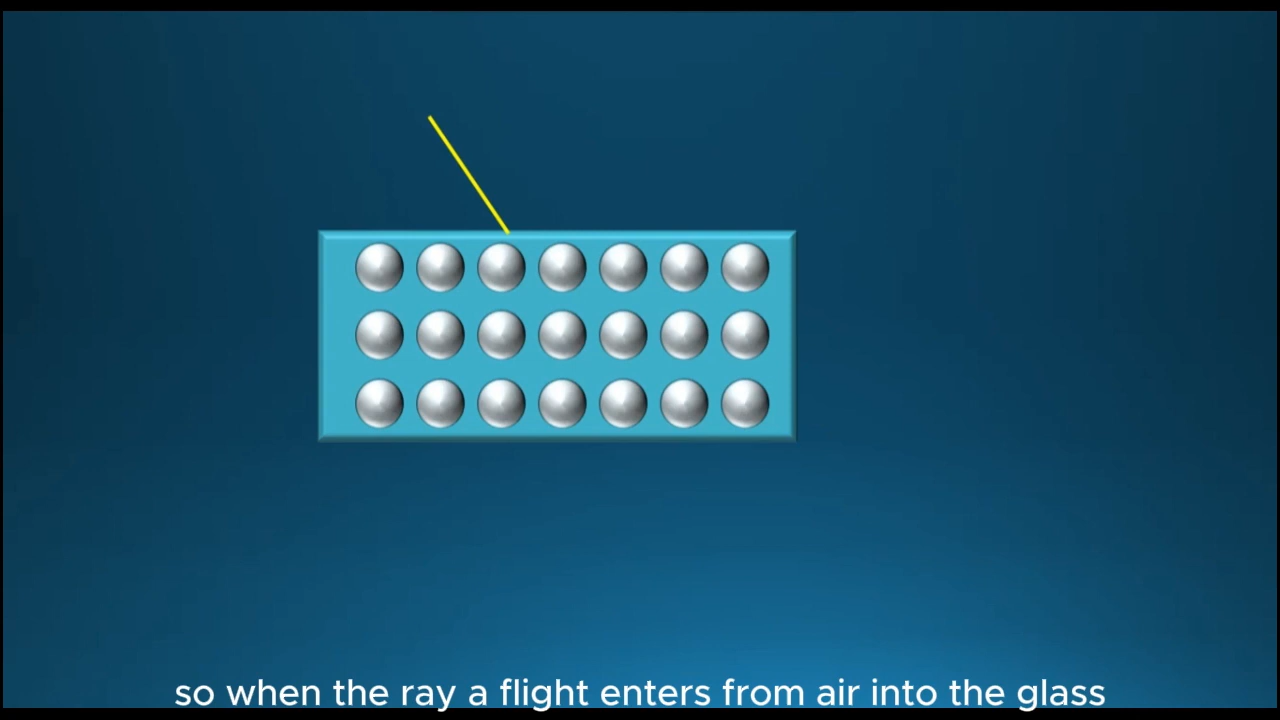 so when the ray a flight enters from air into the glass